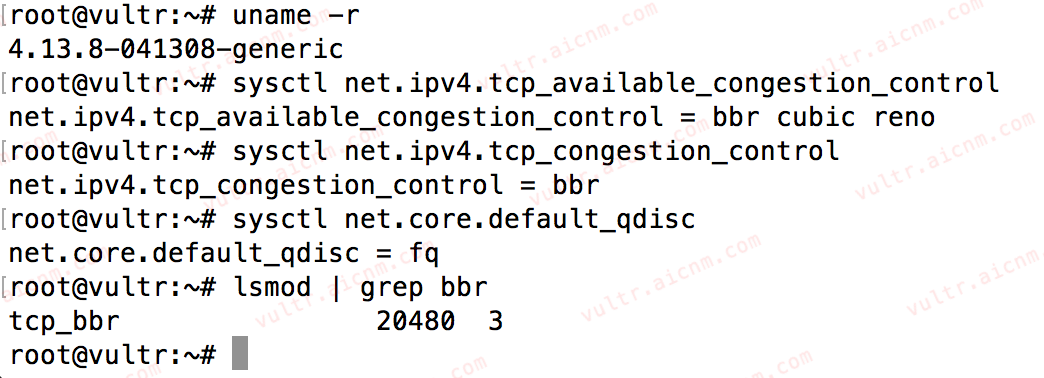 [root@vultr:~# uname -r
4.13.8-041308-generic
[root@vultr:~# sysctl net.ipv4.tcp_available_congestion_control
net.ipv4.tcp_available_congestion_control = bbr cubic reno
[root@vultr:~# sysctl net.ipv4.tcp_congestion_control
net.ipv4.tcp_congestion_control = bbr
[root@vultr:~# sysctl net.core.default_qdisc
net.core.default_qdisc = fq
[root@vultr:~# lsmod | grep bbr
tcp_bbr                20480  3
root@vultr:~#
vultr.aicnm.com
vultr.aicnm.com
vultr.aicnm.com
vultr.aicnm.com
vultr.aicnm.com
vultr.aicnm.com